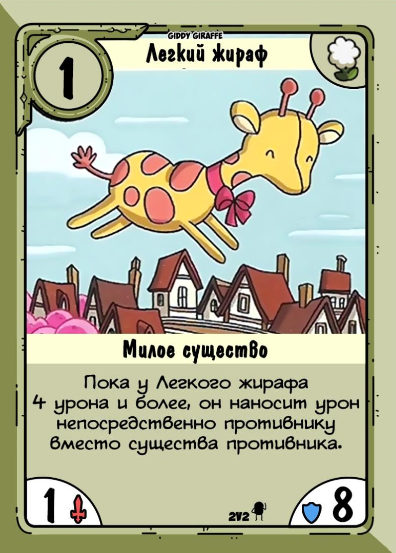 GIDDY GIRAFFE
1
Легкий жираф
Милое существо
Пока у Легкого жирафа
4 урона и более, он наносит урон
непосредственно противнику
вместо существа противника.
1
2V2
8